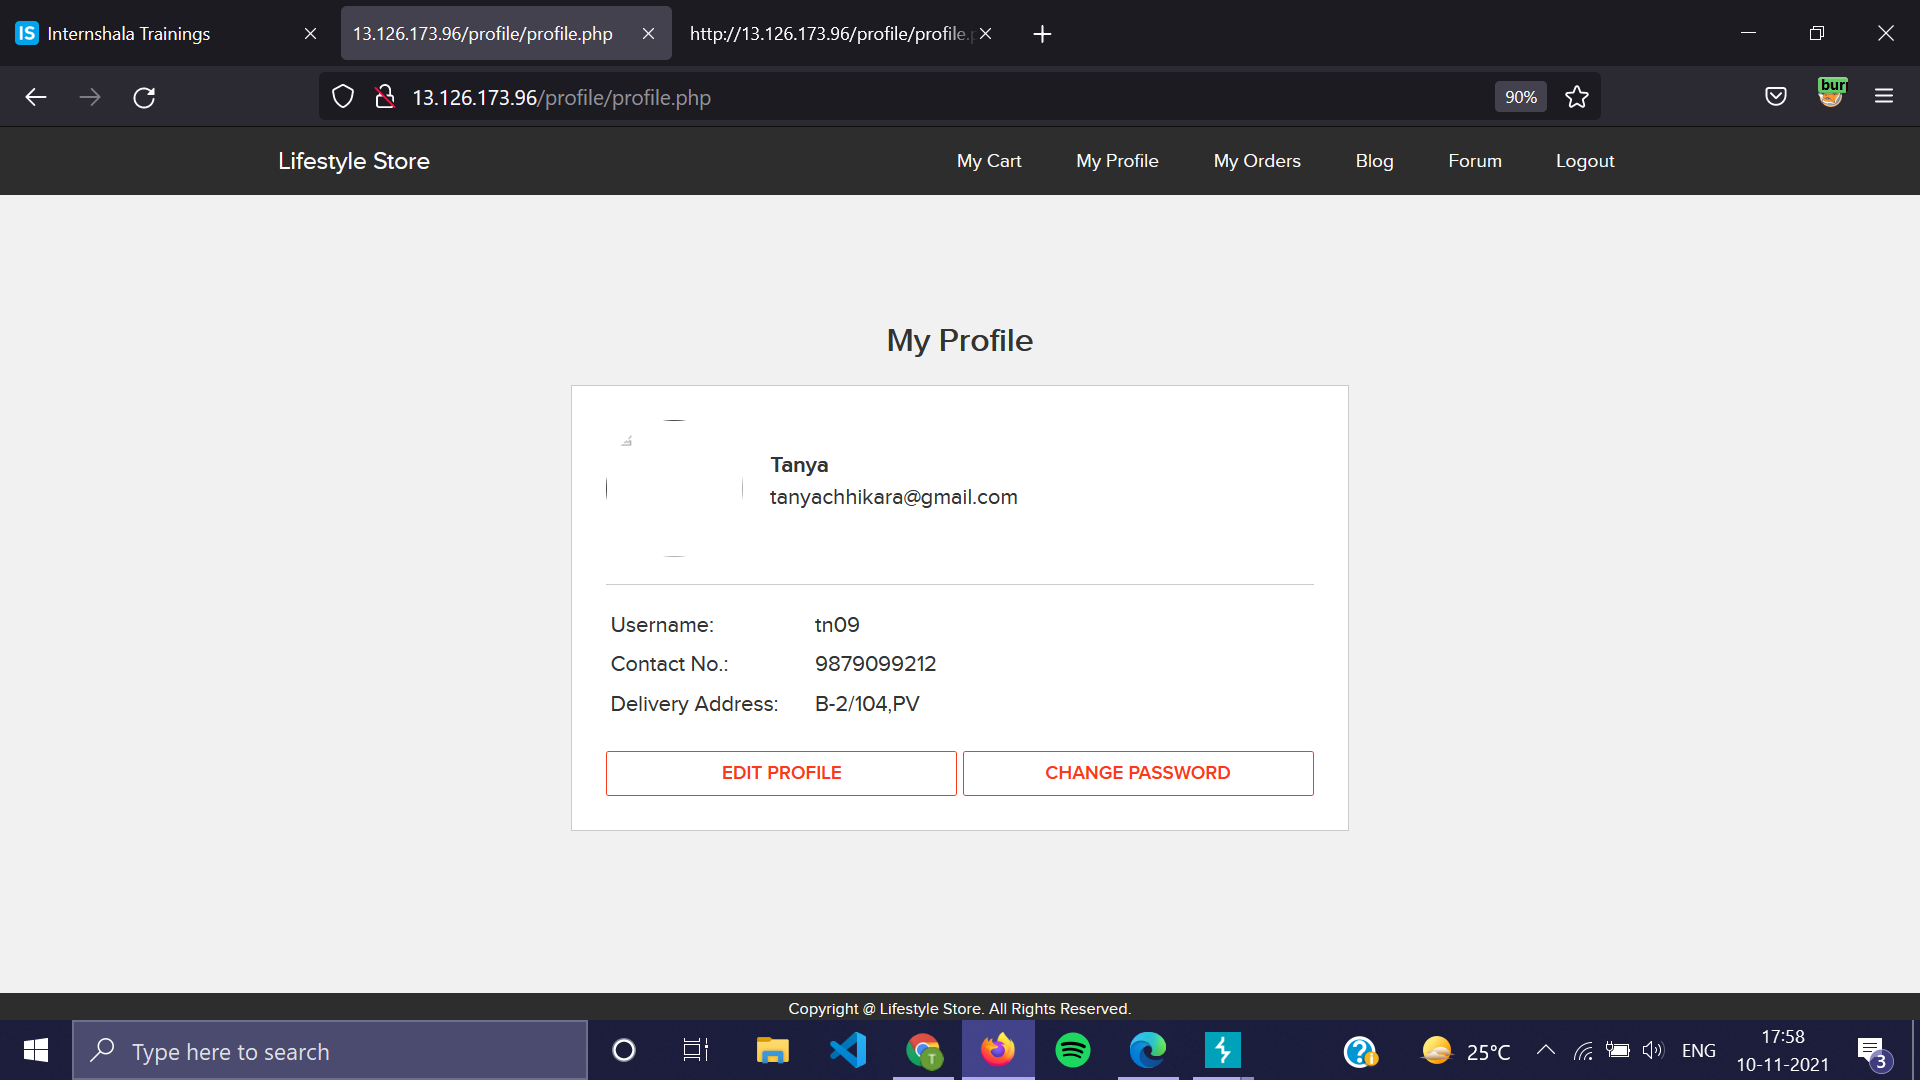 IS Internshala Trainings
13.126.173.96/profile/profile.php
http://13.126.173.96/profile/profile.p
13.126.173.96/profile/profile.php
90%
bur
Lifestyle Store
My Cart
My Profile
My Orders
Blog
Forum
Logout
My Profile
Tanya
tanyachhikara@gmail.com
Username: tn09
Contact No.: 9879099212
Delivery Address: B-2/104,PV
EDIT PROFILE
CHANGE PASSWORD
Copyright @ Lifestyle Store. All Rights Reserved.
Type here to search
T
25°C
ENG
17:58
10-11-2021
3